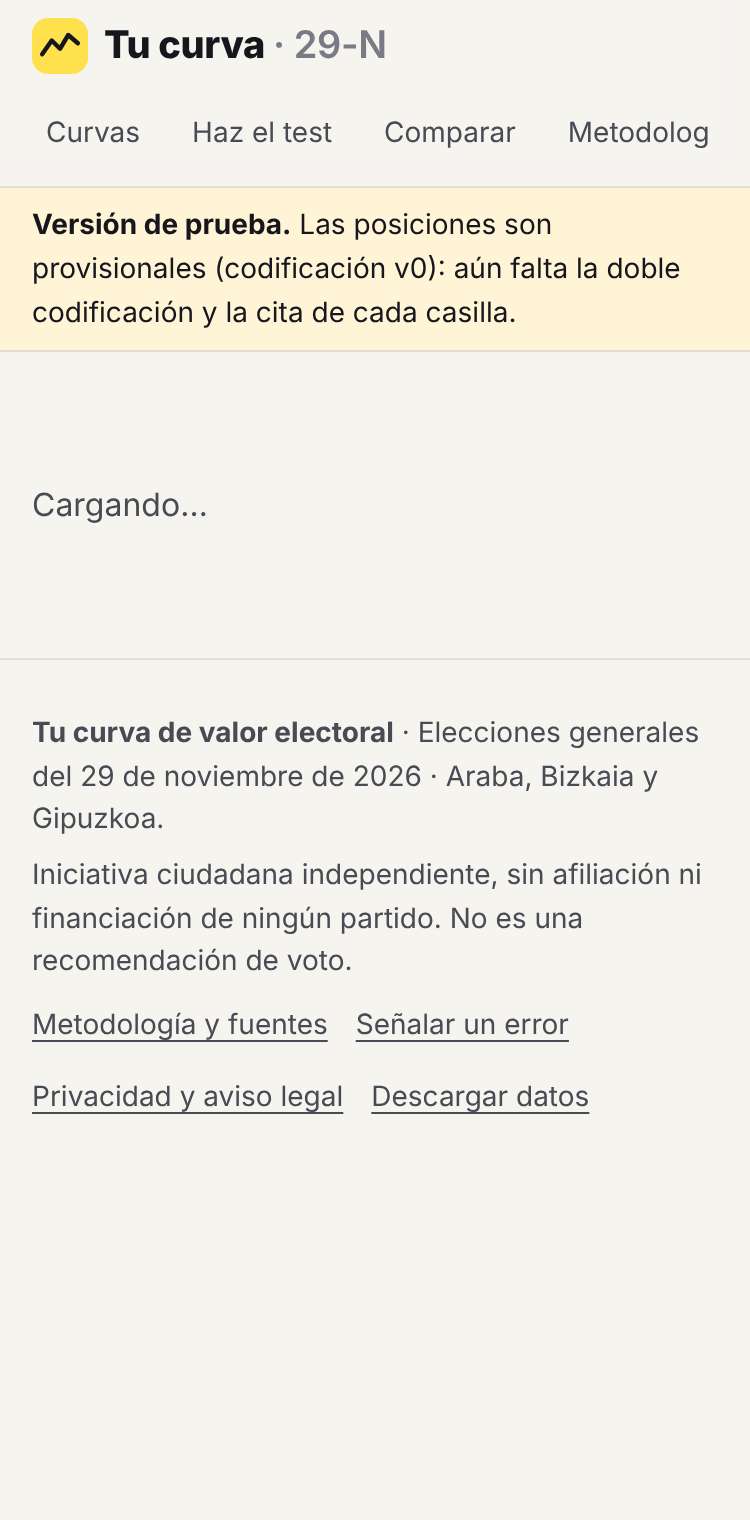 Tu curva · 29-N
Curvas Haz el test Comparar Metodolog
Versión de prueba. Las posiciones son
provisionales (codificación v0): aún falta la doble
codificación y la cita de cada casilla.
Cargando...
Tu curva de valor electoral · Elecciones generales
del 29 de noviembre de 2026 · Araba, Bizkaia y
Gipuzkoa.
Iniciativa ciudadana independiente, sin afiliación ni
financiación de ningún partido. No es una
recomendación de voto.
Metodología y fuentes Señalar un error
Privacidad y aviso legal Descargar datos